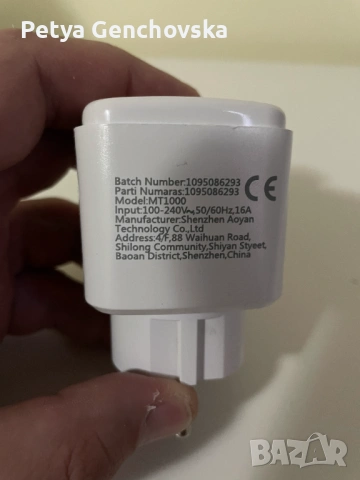 Petya Genchovska
Batch Number:1095086293
Parti Numaras:1095086293
Model:MT1000
Input:100-240V~,50/60Hz,16A
Manufacturer:Shenzhen Aoyan
Technology Co.,Ltd
Address:4/F,88 Waihuan Road,
Shilong Community,Shiyan Styeet,
Baoan District,Shenzhen,China
CE
BAZAR